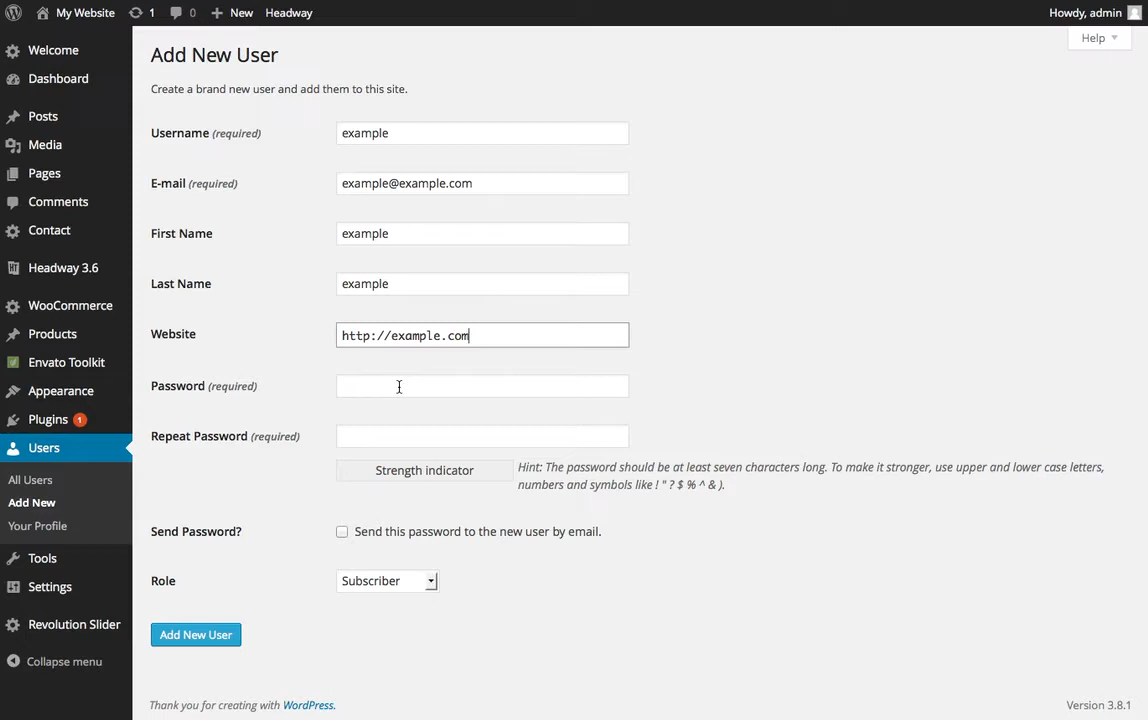 My Website 1 0 New Headway Howdy, admin
Help
Welcome
Dashboard
Posts
Media
Pages
Comments
Contact
Headway 3.6
WooCommerce
Products
Envato Toolkit
Appearance
Plugins 1
Users
All Users
Add New
Your Profile
Tools
Settings
Revolution Slider
Collapse menu
Add New User
Create a brand new user and add them to this site.
Username (required) example
E-mail (required) example@example.com
First Name example
Last Name example
Website http://example.com
Password (required)
Repeat Password (required)
Strength indicator
Hint: The password should be at least seven characters long. To make it stronger, use upper and lower case letters,
numbers and symbols like ! " ? $ % ^ & ).
Send Password? Send this password to the new user by email.
Role Subscriber
Add New User
Thank you for creating with WordPress. Version 3.8.1